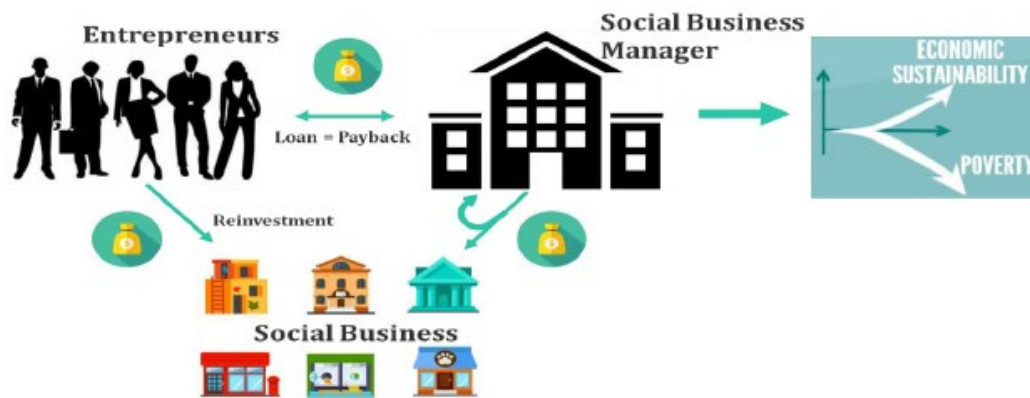 Entrepreneurs
Social Business
Manager
Loan = Payback
ECONOMIC
SUSTAINABILITY
POVERTY
Reinvestment
Social Business